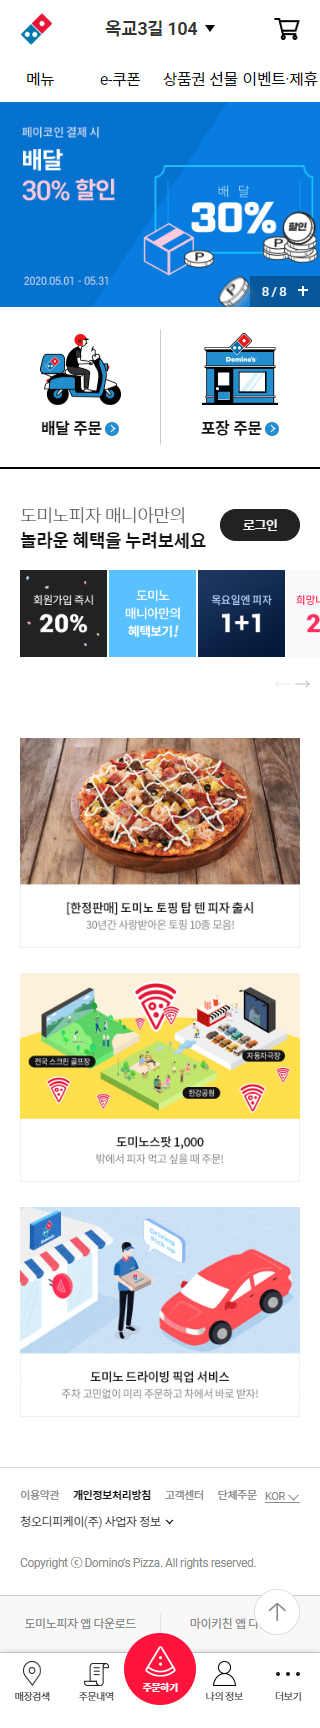 옥교3길 104
메뉴 e-쿠폰 상품권 선물 이벤트·제휴
페이코인 결제 시
배달
30% 할인
배 달
30%
할인
P
P
P
2020.05.01 - 05.31
8 / 8 +
Domino's
배달 주문
포장 주문
도미노피자 매니아만의
놀라운 혜택을 누려보세요
로그인
회원가입 즉시
20%
도미노
매니아만의
혜택보기!
목요일엔 피자
1+1
[한정판매] 도미노 토핑 탑 텐 피자 출시
30년간 사랑받아온 토핑 10종 모음!
전국 스크린 골프장
자동차극장
한강공원
도미노스팟 1,000
밖에서 피자 먹고 싶을 때 주문!
Domino's
Driving
Pick up
도미노 드라이빙 픽업 서비스
주차 고민없이 미리 주문하고 차에서 바로 받자!
이용약관 개인정보처리방침 고객센터 단체주문 KOR
청오디피케이(주) 사업자 정보
Copyright ⓒ Domino's Pizza. All rights reserved.
도미노피자 앱 다운로드
마이키친 앱
매장검색
주문내역
주문하기
나의 정보
더보기